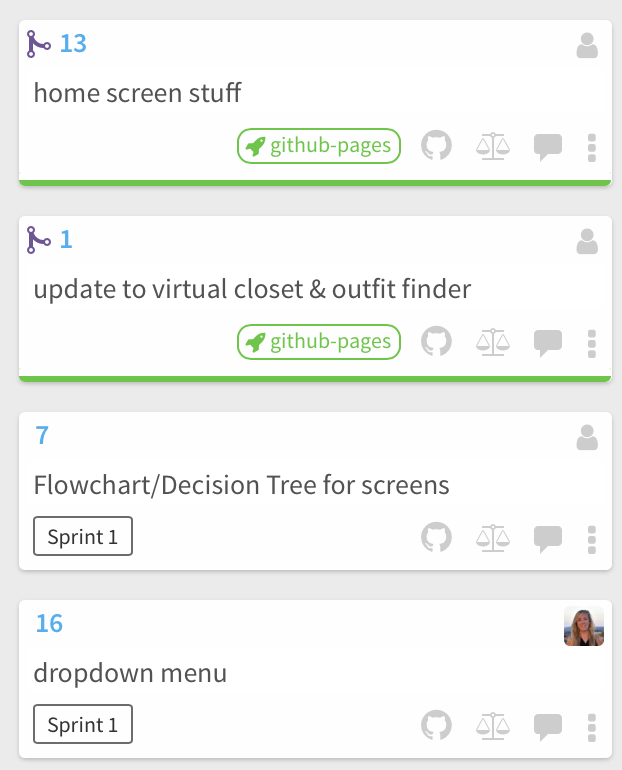 13
home screen stuff
github-pages
1
update to virtual closet & outfit finder
github-pages
7
Flowchart/Decision Tree for screens
Sprint 1
16
dropdown menu
Sprint 1